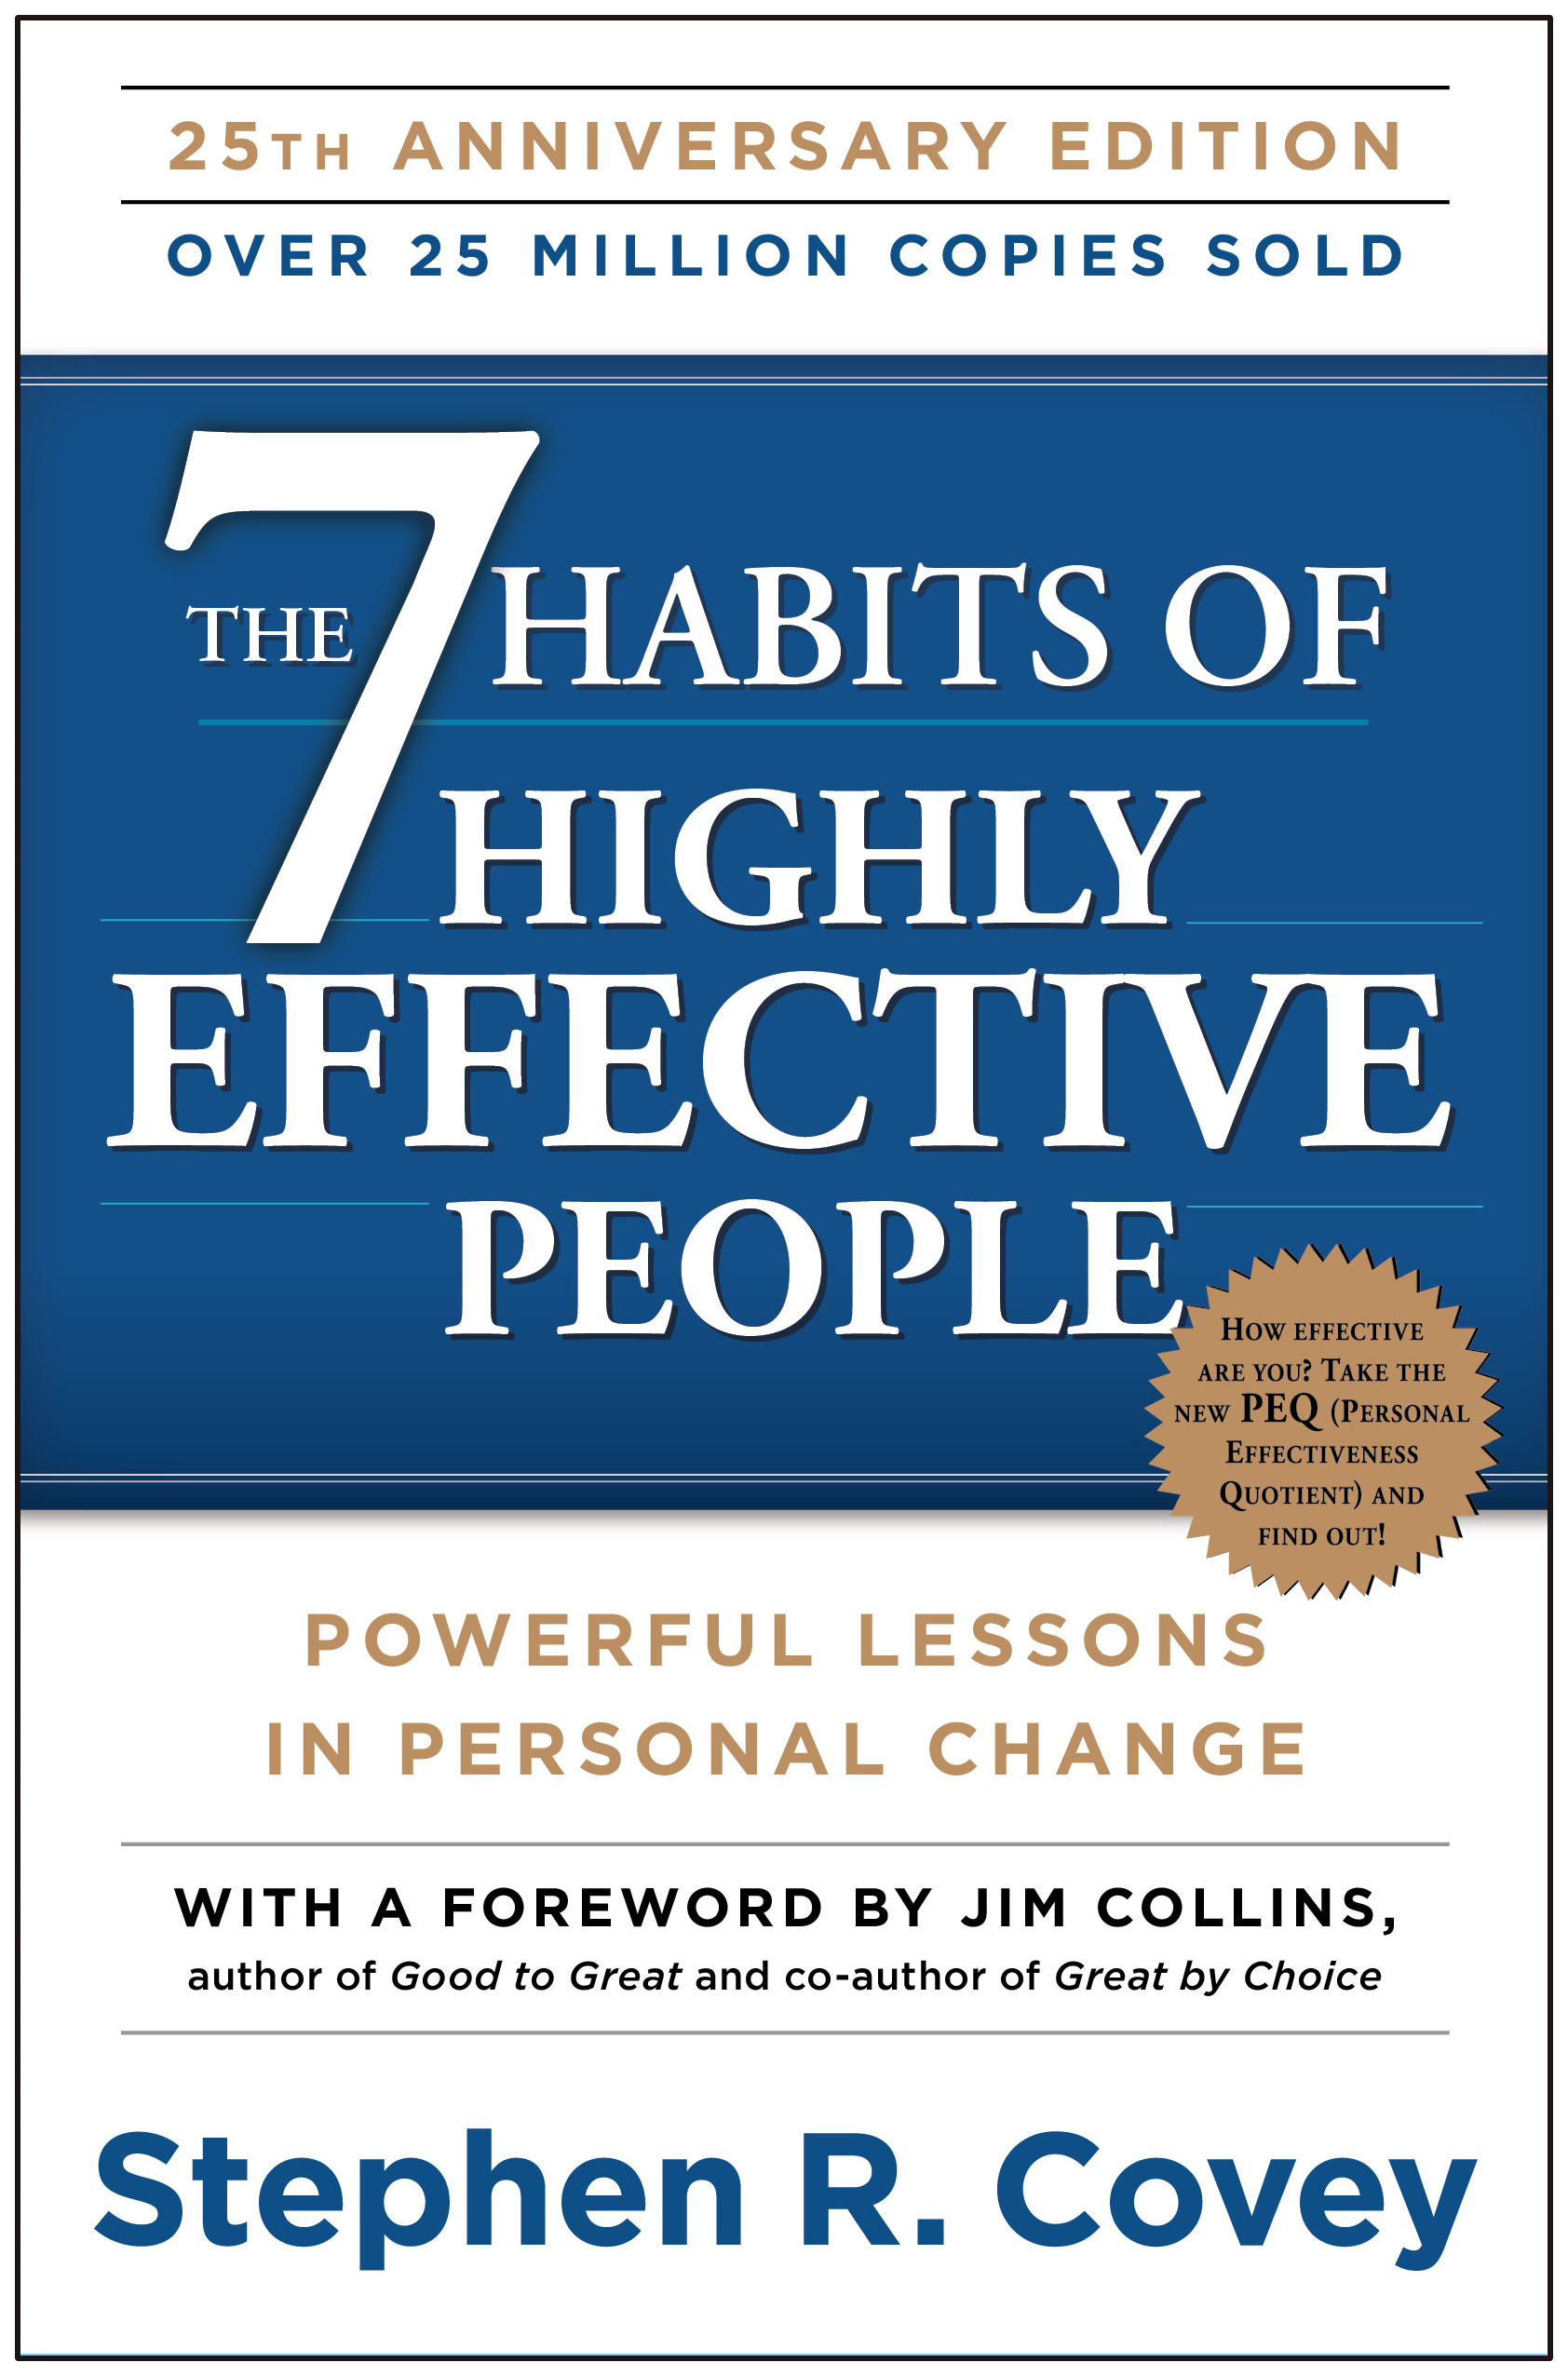 25TH ANNIVERSARY EDITION
OVER 25 MILLION COPIES SOLD
THE 7 HABITS OF
HIGHLY
EFFECTIVE
PEOPLE
HOW EFFECTIVE
ARE YOU? TAKE THE
NEW PEQ (PERSONAL
EFFECTIVENESS
QUOTIENT) AND
FIND OUT!
POWERFUL LESSONS
IN PERSONAL CHANGE
WITH A FOREWORD BY JIM COLLINS,
author of Good to Great and co-author of Great by Choice
Stephen R. Covey